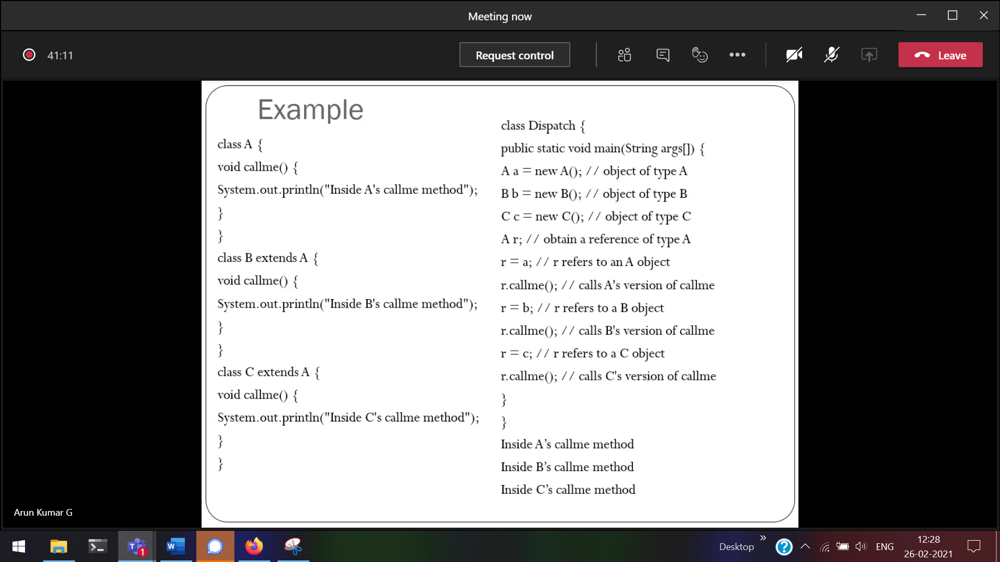 Meeting now
41:11
Request control
Leave
Example
class A {
void callme() {
System.out.println("Inside A's callme method");
}
}
class B extends A {
void callme() {
System.out.println("Inside B's callme method");
}
}
class C extends A {
void callme() {
System.out.println("Inside C's callme method");
}
}
class Dispatch {
public static void main(String args[]) {
A a = new A(); // object of type A
B b = new B(); // object of type B
C c = new C(); // object of type C
A r; // obtain a reference of type A
r = a; // r refers to an A object
r.callme(); // calls A's version of callme
r = b; // r refers to a B object
r.callme(); // calls B's version of callme
r = c; // r refers to a C object
r.callme(); // calls C's version of callme
}
}
Inside A’s callme method
Inside B’s callme method
Inside C’s callme method
Arun Kumar G
T
1
W
Desktop
?
ENG
12:28
26-02-2021